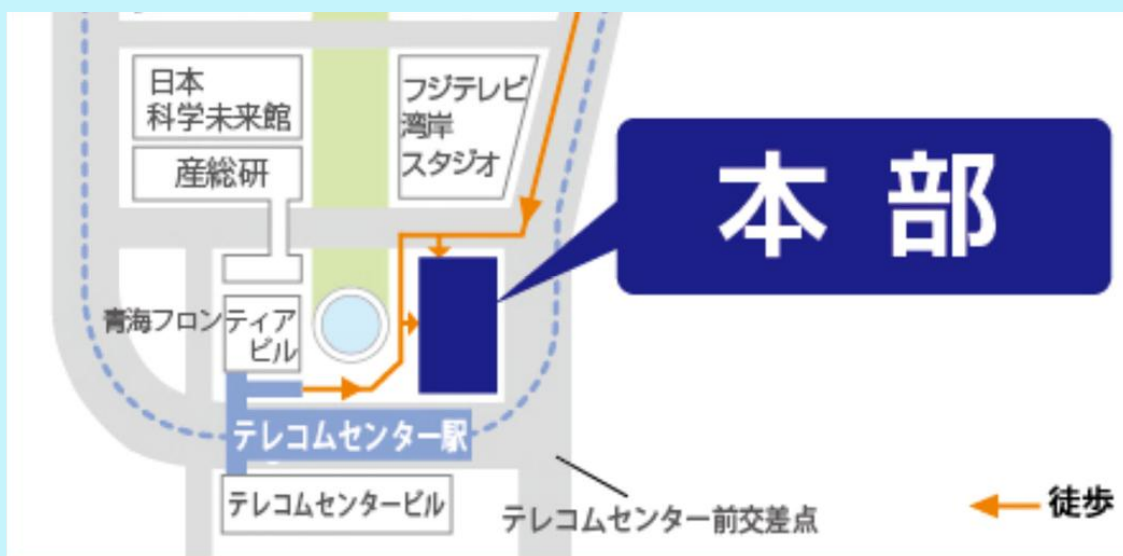 日本
科学未来館
産総研
フジテレビ
湾岸
スタジオ
本部
青海フロンティア
ビル
テレコムセンター駅
テレコムセンタービル
テレコムセンター前交差点
徒歩